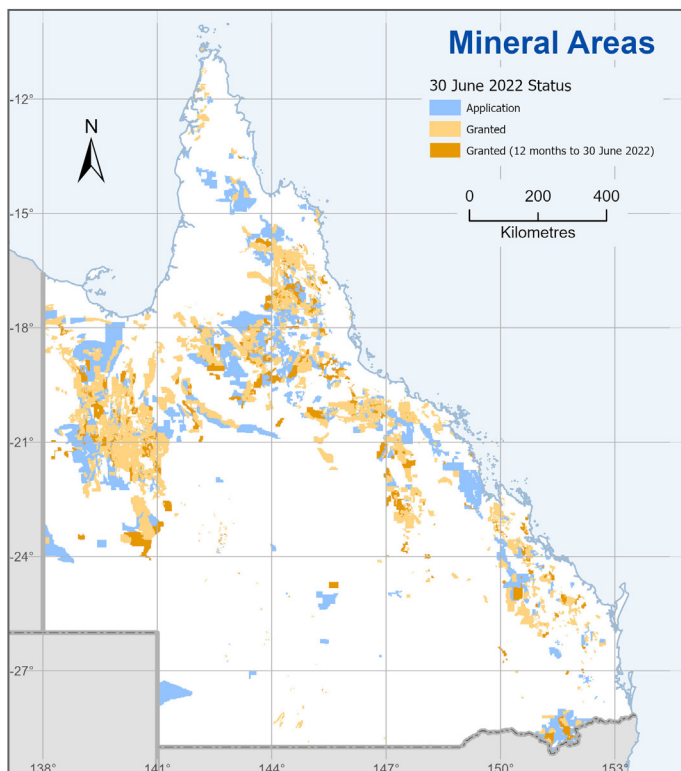 Mineral Areas
30 June 2022 Status
Application
Granted
Granted (12 months to 30 June 2022)
N
0 200 400
Kilometres
-12°
-15°
-18°
-21°
-24°
-27°
138° 141° 144° 147° 150° 153°